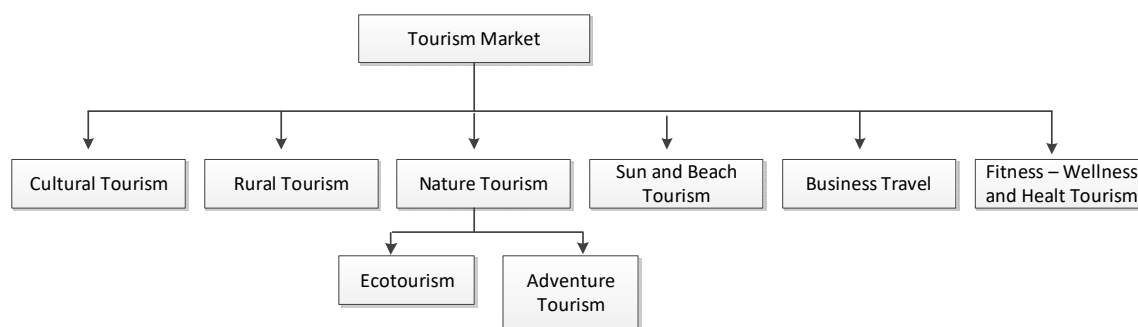 Tourism Market
Cultural Tourism
Rural Tourism
Nature Tourism
Sun and Beach
Tourism
Business Travel
Fitness – Wellness
and Healt Tourism
Ecotourism
Adventure
Tourism